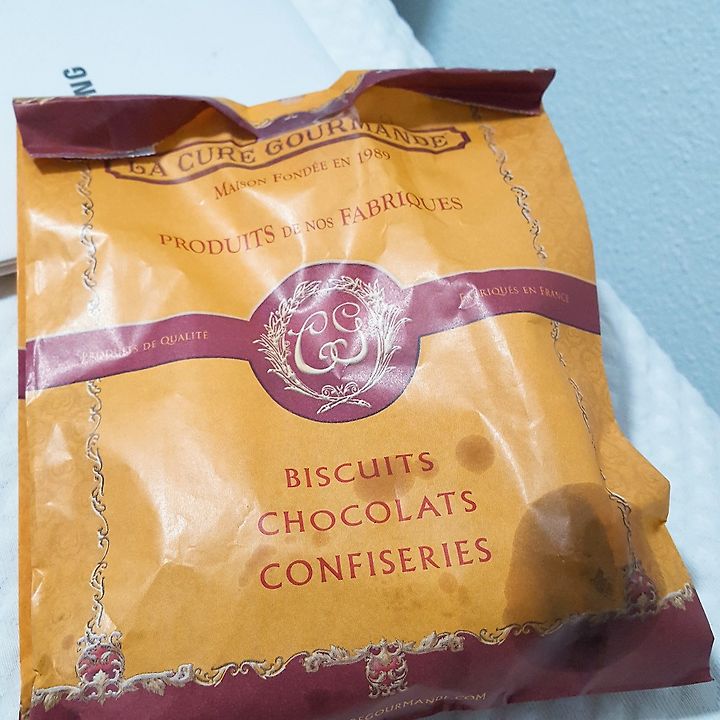 LA CURE GOURMANDE
MAISON FONDÉE EN 1989
PRODUITS DE NOS FABRIQUES
PRODUITS DE QUALITÉ
FABRIQUÉS EN FRANCE
BISCUITS
CHOCOLATS
CONFISERIES